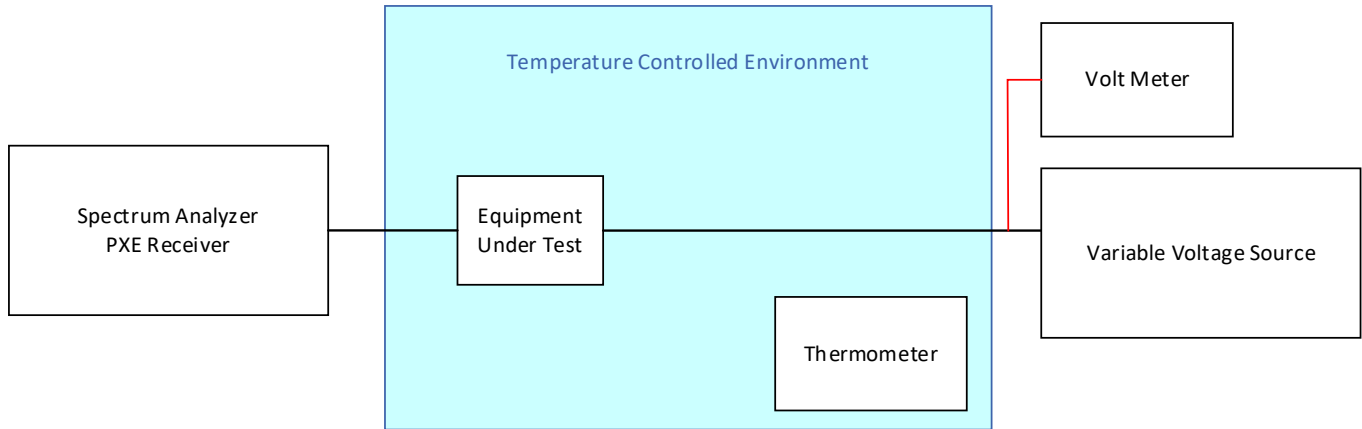 Temperature Controlled Environment
Volt Meter
Spectrum Analyzer
PXE Receiver
Equipment
Under Test
Variable Voltage Source
Thermometer